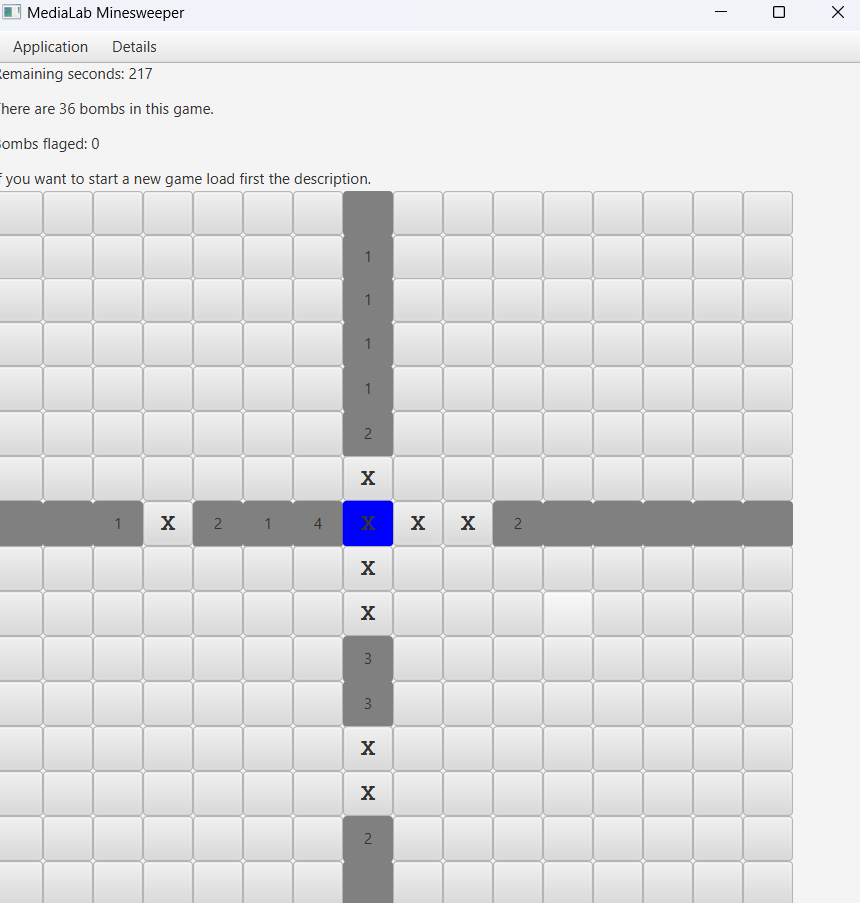 MediaLab Minesweeper
Application Details
Remaining seconds: 217
There are 36 bombs in this game.
Bombs flaged: 0
If you want to start a new game load first the description.
1
1
1
1
2
X
1 X 2 1 4 X X X 2
X
X
3
3
X
X
2